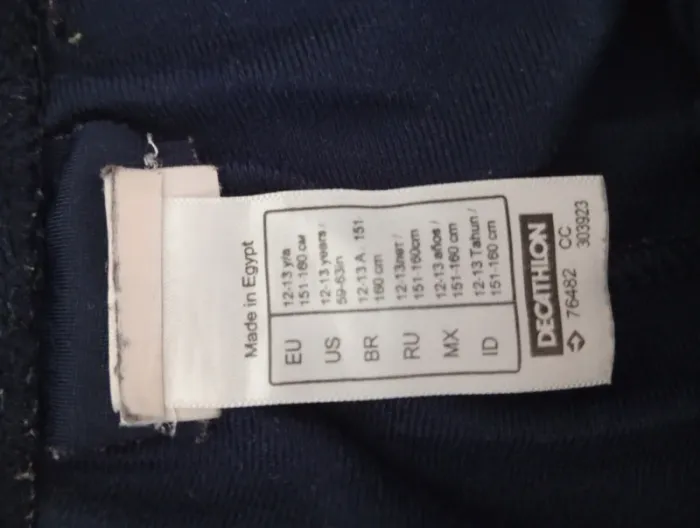 Made in Egypt
EU 12-13 y/a
151-160 см
US 12-13 years /
59-63in
BR 12-13 A . 151
160 cm
RU 12-13лет /
151-160cm
MX 12-13 años /
151-160 cm
ID 12-13 Tahun /
151-160 cm
DECATHLON
76482 CC
303923